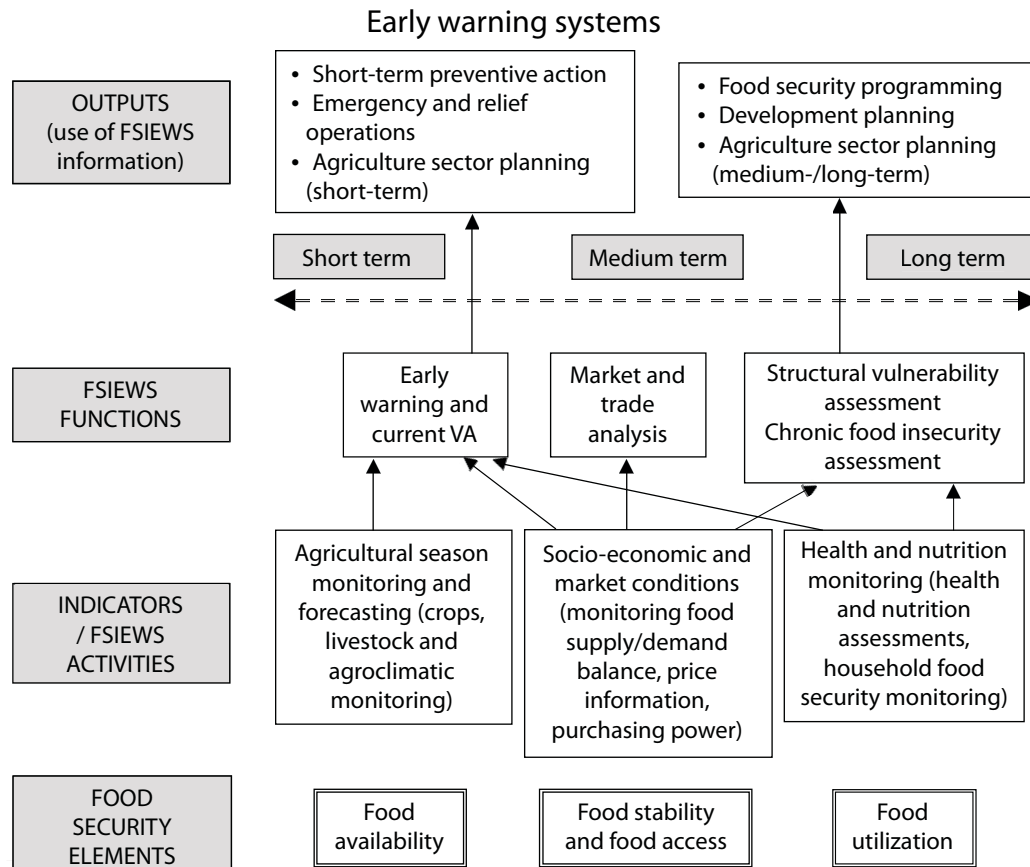 Early warning systems
OUTPUTS
(use of FSIEWS
information)
• Short-term preventive action
• Emergency and relief
operations
• Agriculture sector planning
(short-term)
• Food security programming
• Development planning
• Agriculture sector planning
(medium-/long-term)
Short term
Medium term
Long term
FSIEWS
FUNCTIONS
Early
warning and
current VA
Market and
trade
analysis
Structural vulnerability
assessment
Chronic food insecurity
assessment
INDICATORS
/ FSIEWS
ACTIVITIES
Agricultural season
monitoring and
forecasting (crops,
livestock and
agroclimatic
monitoring)
Socio-economic and
market conditions
(monitoring food
supply/demand
balance, price
information,
purchasing power)
Health and nutrition
monitoring (health
and nutrition
assessments,
household food
security monitoring)
FOOD
SECURITY
ELEMENTS
Food
availability
Food stability
and food access
Food
utilization